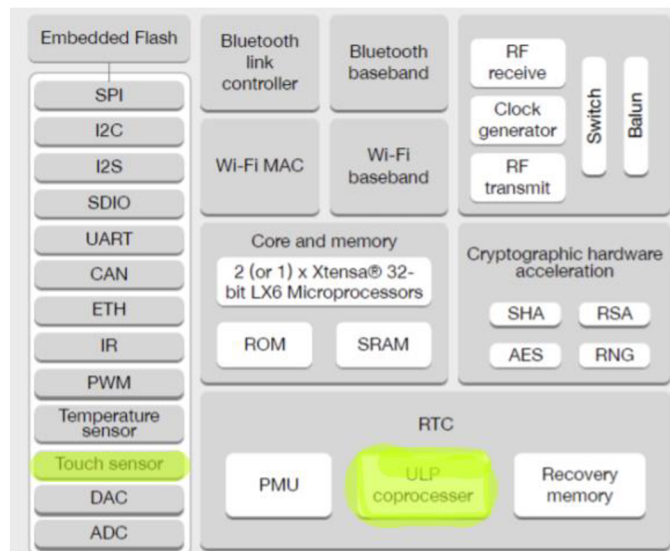 Embedded Flash
SPI
I2C
I2S
SDIO
UART
CAN
ETH
IR
PWM
Temperature
sensor
Touch sensor
DAC
ADC
Bluetooth
link
controller
Bluetooth
baseband
Wi-Fi MAC
Wi-Fi
baseband
RF
receive
Clock
generator
RF
transmit
Switch
Balun
Core and memory
2 (or 1) x Xtensa® 32-
bit LX6 Microprocessors
ROM
SRAM
Cryptographic hardware
acceleration
SHA
RSA
AES
RNG
RTC
PMU
ULP
coprocesser
Recovery
memory